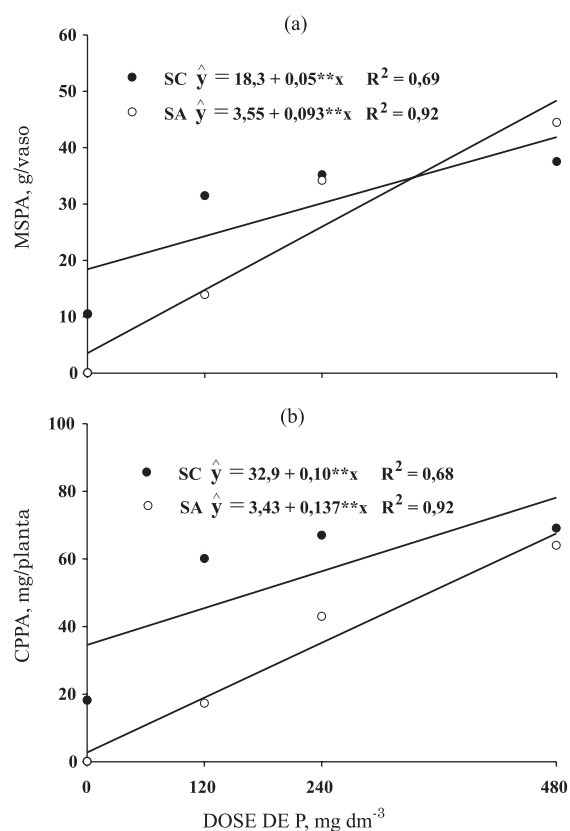 (a)
60
50
40
30
20
10
0
MSPA, g/vaso
SC ŷ = 18,3 + 0,05**x R² = 0,69
SA ŷ = 3,55 + 0,093**x R² = 0,92
(b)
100
80
60
40
20
0
CPPA, mg/planta
SC ŷ = 32,9 + 0,10**x R² = 0,68
SA ŷ = 3,43 + 0,137**x R² = 0,92
0 120 240 480
DOSE DE P, mg dm⁻³